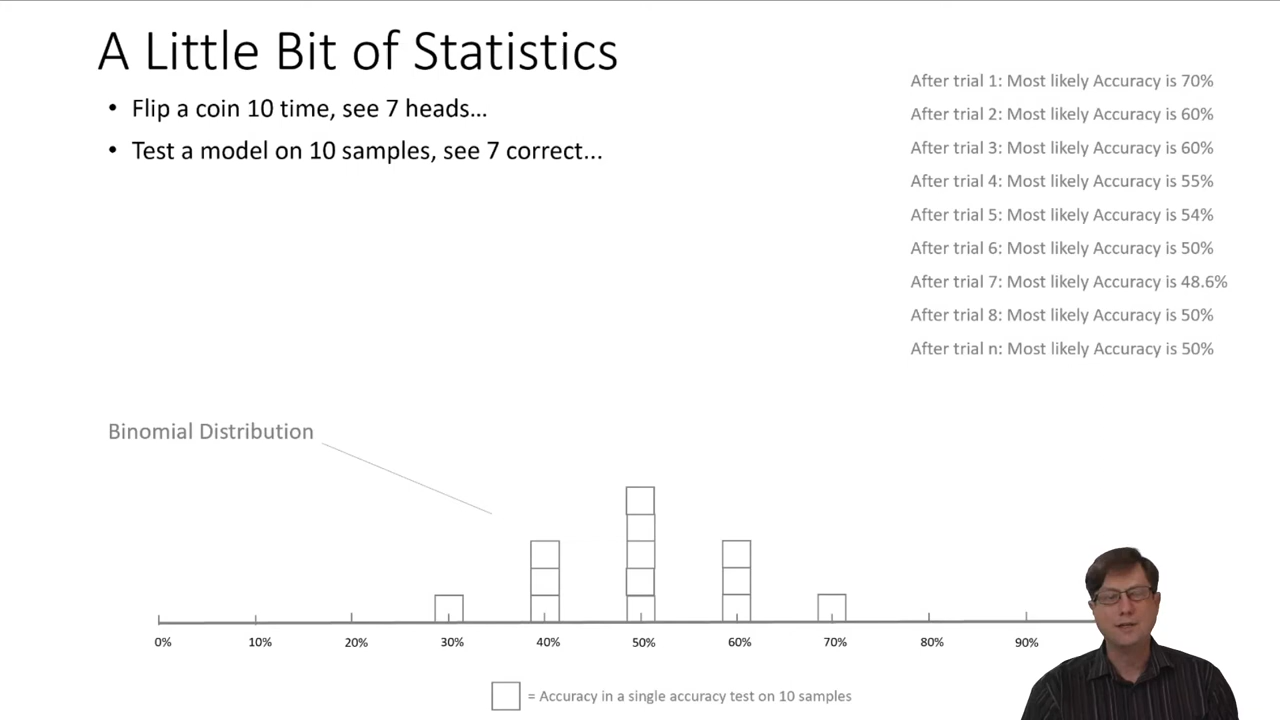 A Little Bit of Statistics
• Flip a coin 10 time, see 7 heads...
• Test a model on 10 samples, see 7 correct...
After trial 1: Most likely Accuracy is 70%
After trial 2: Most likely Accuracy is 60%
After trial 3: Most likely Accuracy is 60%
After trial 4: Most likely Accuracy is 55%
After trial 5: Most likely Accuracy is 54%
After trial 6: Most likely Accuracy is 50%
After trial 7: Most likely Accuracy is 48.6%
After trial 8: Most likely Accuracy is 50%
After trial n: Most likely Accuracy is 50%
Binomial Distribution
0% 10% 20% 30% 40% 50% 60% 70% 80% 90%
= Accuracy in a single accuracy test on 10 samples